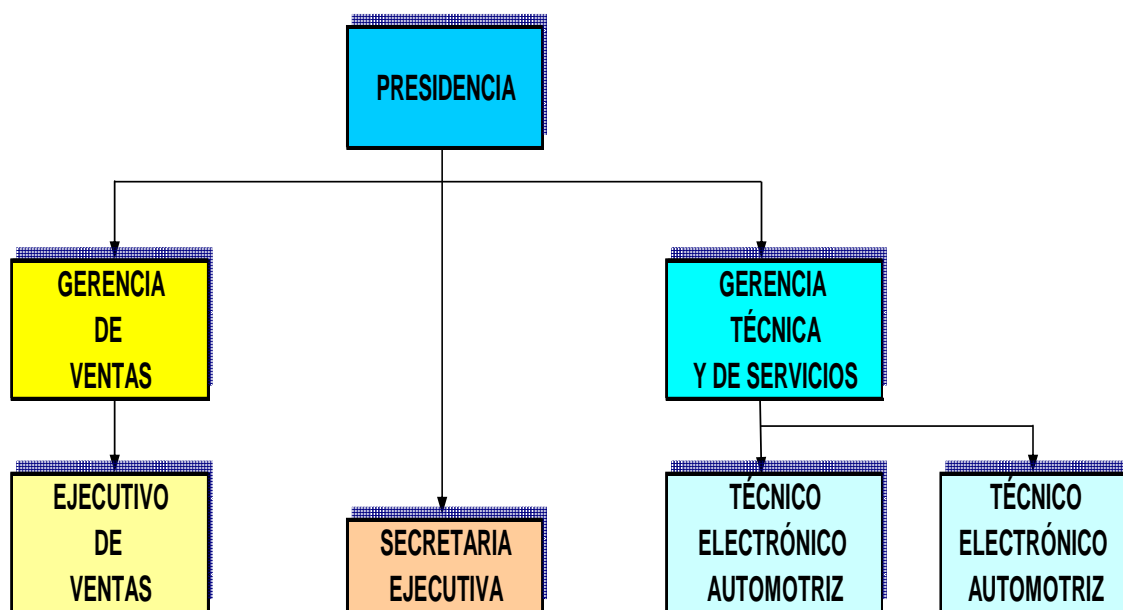 PRESIDENCIA
GERENCIA
DE
VENTAS
GERENCIA
TÉCNICA
Y DE SERVICIOS
EJECUTIVO
DE
VENTAS
SECRETARIA
EJECUTIVA
TÉCNICO
ELECTRÓNICO
AUTOMOTRIZ
TÉCNICO
ELECTRÓNICO
AUTOMOTRIZ